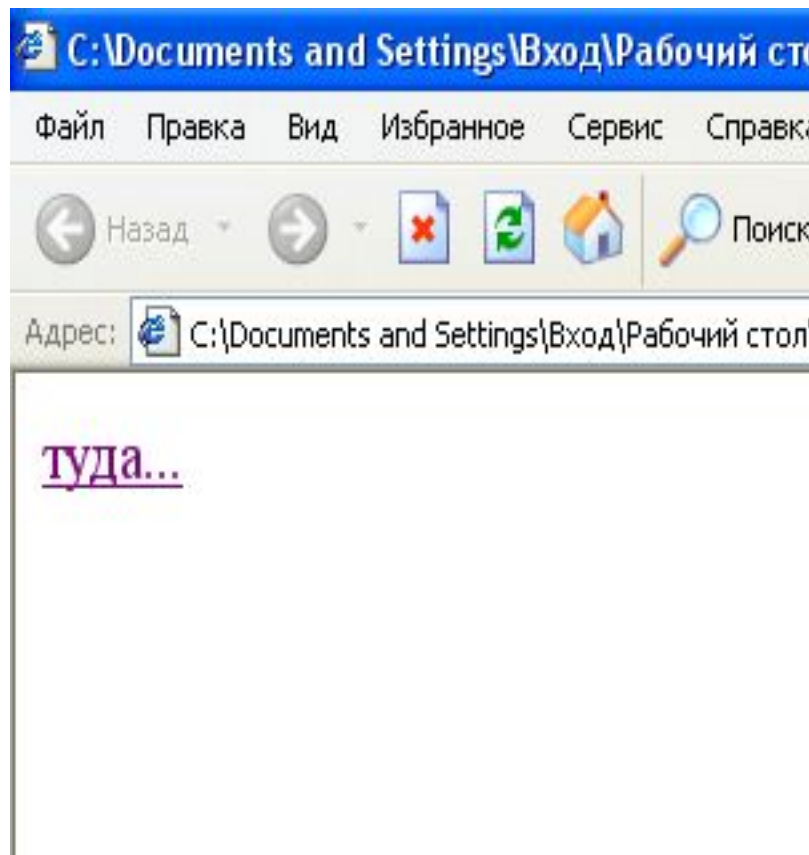 C:\Documents and Settings\Вход\Рабочий сто
Файл Правка Вид Избранное Сервис Справка
Назад Поиск
Адрес: C:\Documents and Settings\Вход\Рабочий стол\
туда...